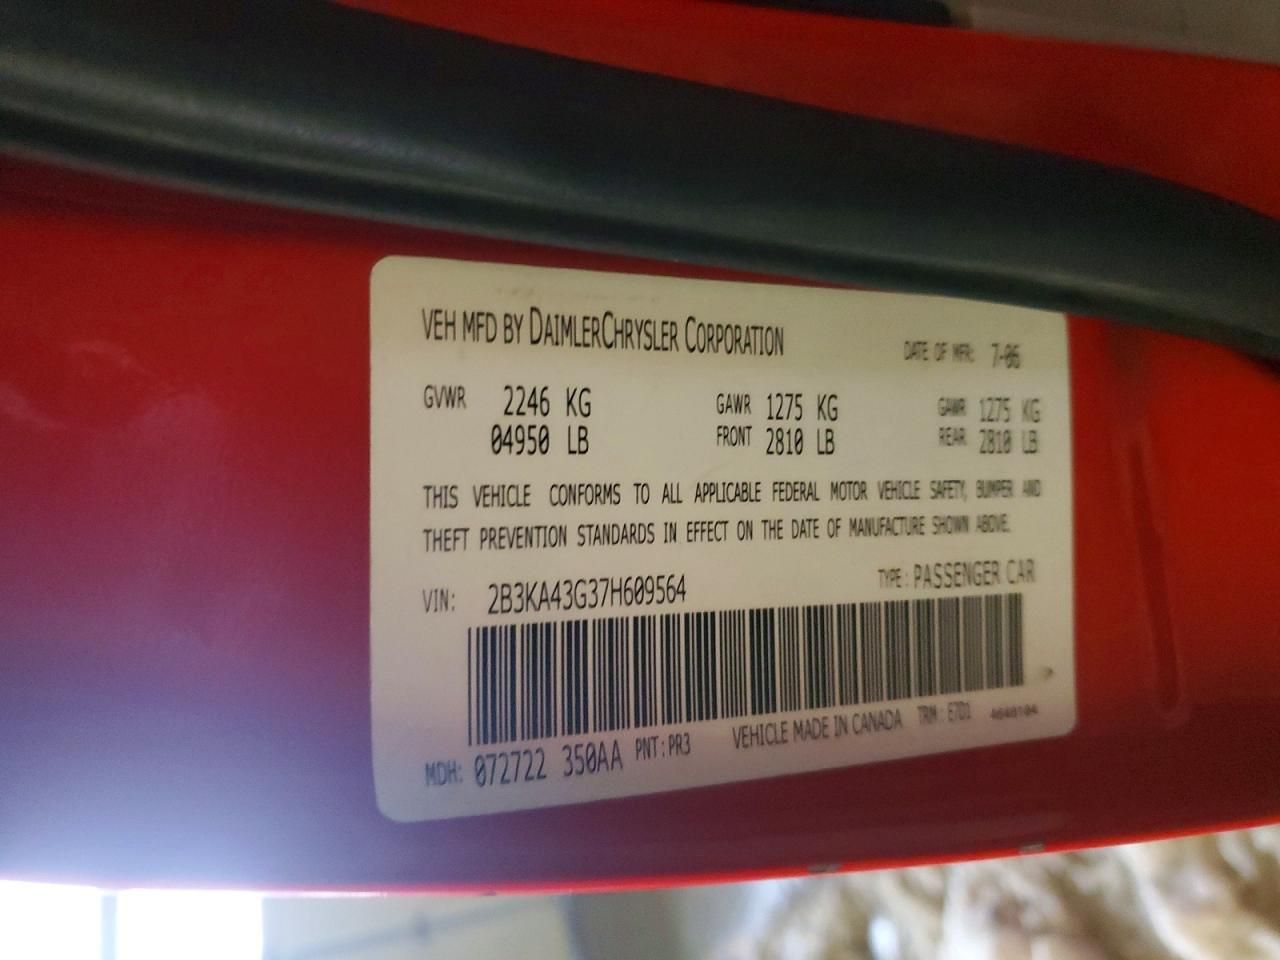 VEH MFD BY DAIMLERCHRYSLER CORPORATION DATE OF MFR: 7-06
GVWR 2246 KG GAWR 1275 KG GAWR 1275 KG
04950 LB FRONT 2810 LB REAR 2810 LB
THIS VEHICLE CONFORMS TO ALL APPLICABLE FEDERAL MOTOR VEHICLE SAFETY, BUMPER AND
THEFT PREVENTION STANDARDS IN EFFECT ON THE DATE OF MANUFACTURE SHOWN ABOVE.
VIN: 2B3KA43G37H609564 TYPE: PASSENGER CAR
MDH: 072722 350AA PNT: PR3 VEHICLE MADE IN CANADA TRM: E7D1